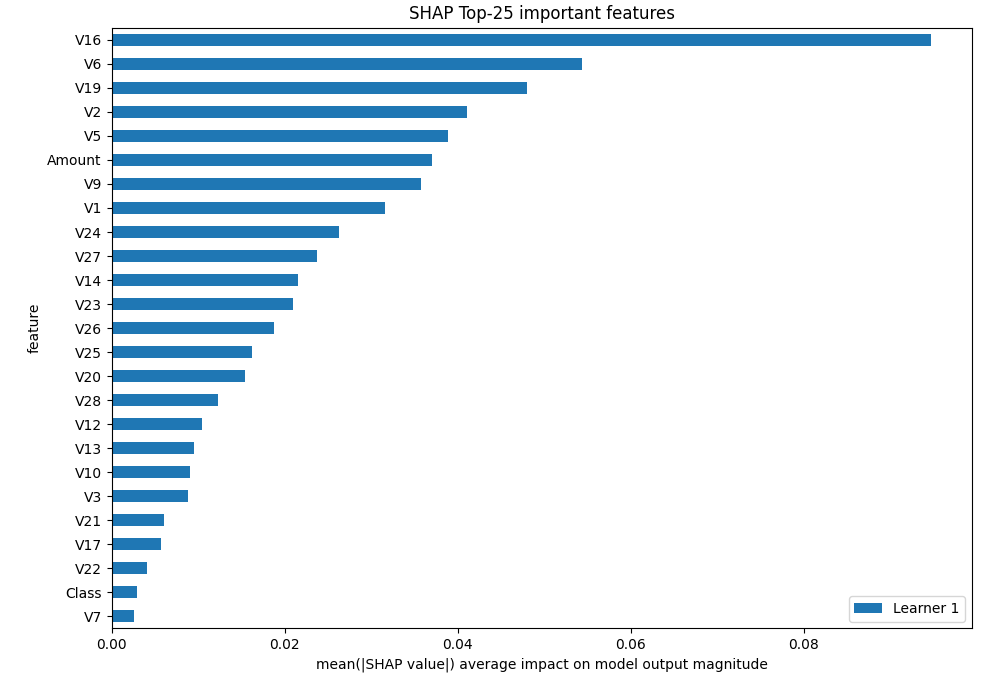 SHAP Top-25 important features
V16
V6
V19
V2
V5
Amount
V9
V1
V24
V27
V14
V23
V26
V25
V20
V28
V12
V13
V10
V3
V21
V17
V22
Class
V7
feature
Learner 1
0.00 0.02 0.04 0.06 0.08
mean(|SHAP value|) average impact on model output magnitude